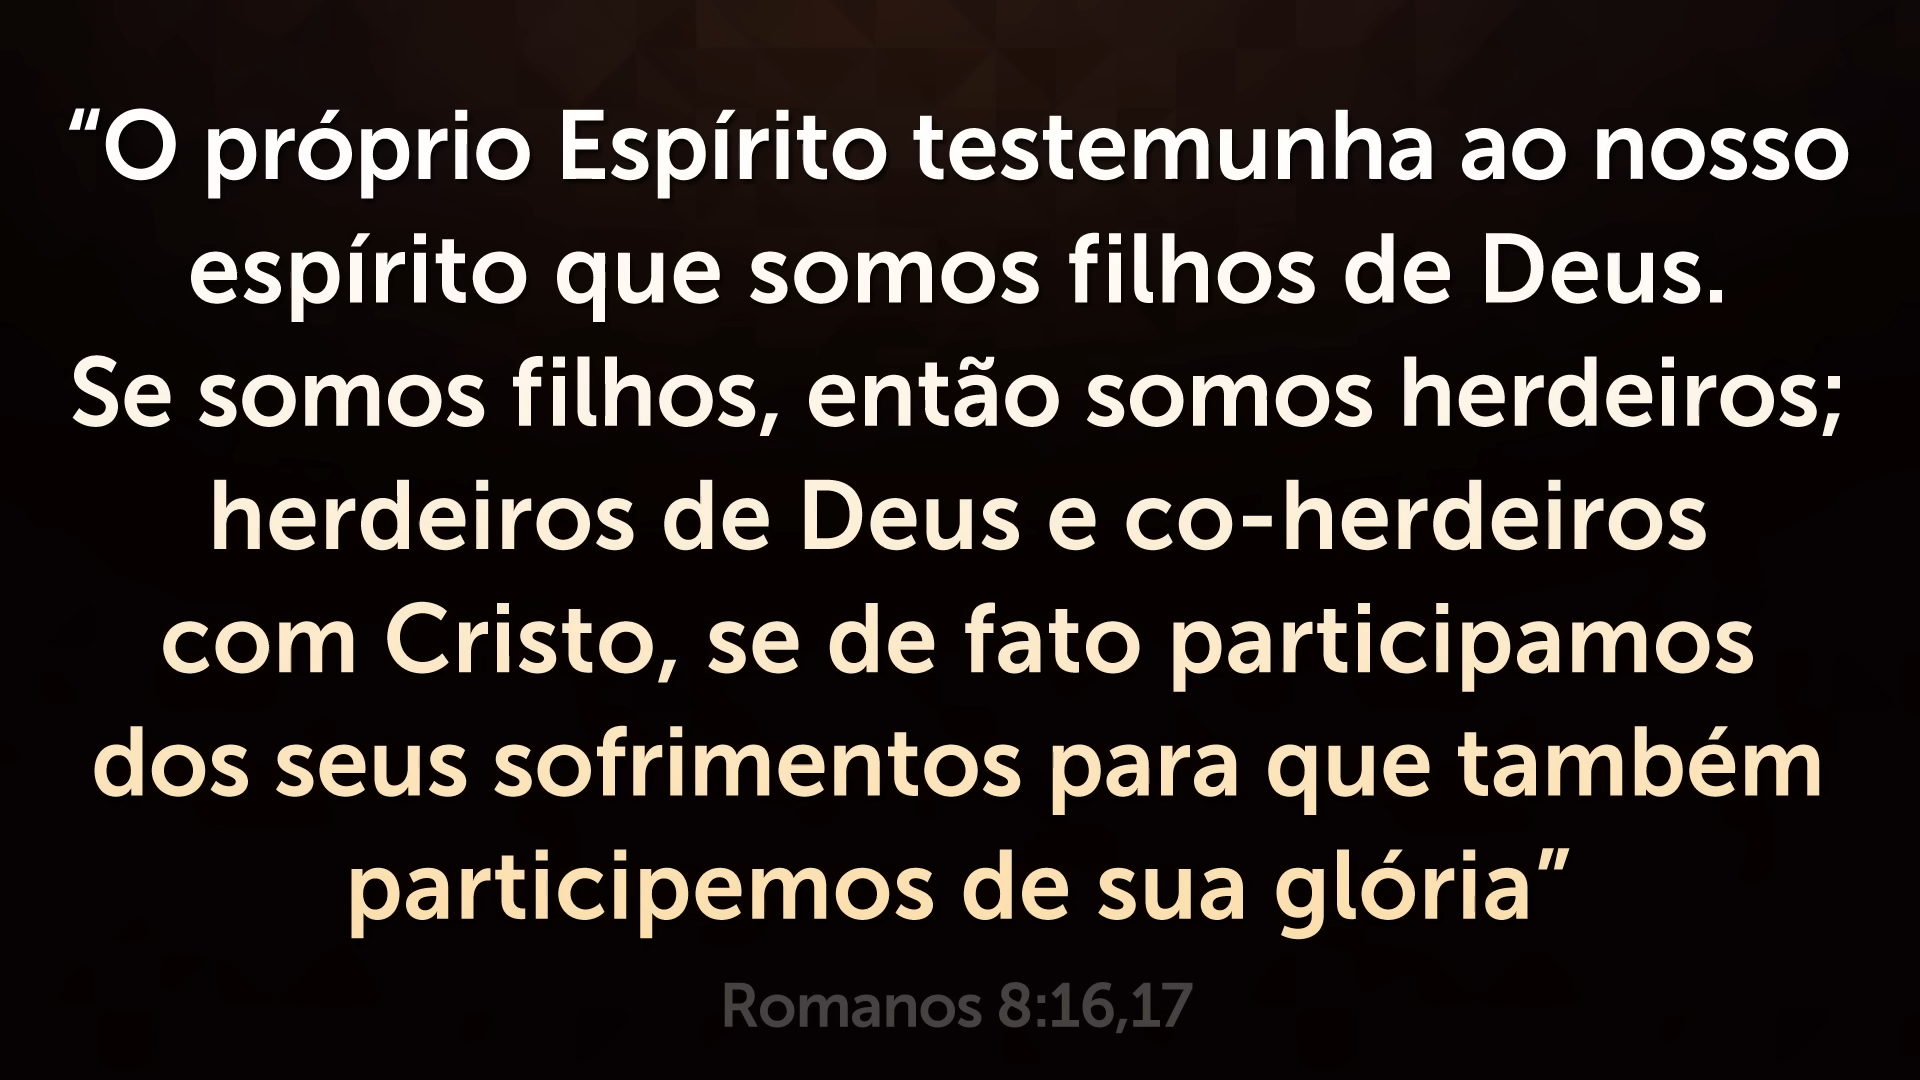 “O próprio Espírito testemunha ao nosso
espírito que somos filhos de Deus.
Se somos filhos, então somos herdeiros;
herdeiros de Deus e co-herdeiros
com Cristo, se de fato participamos
dos seus sofrimentos para que também
participemos de sua glória”
Romanos 8:16,17